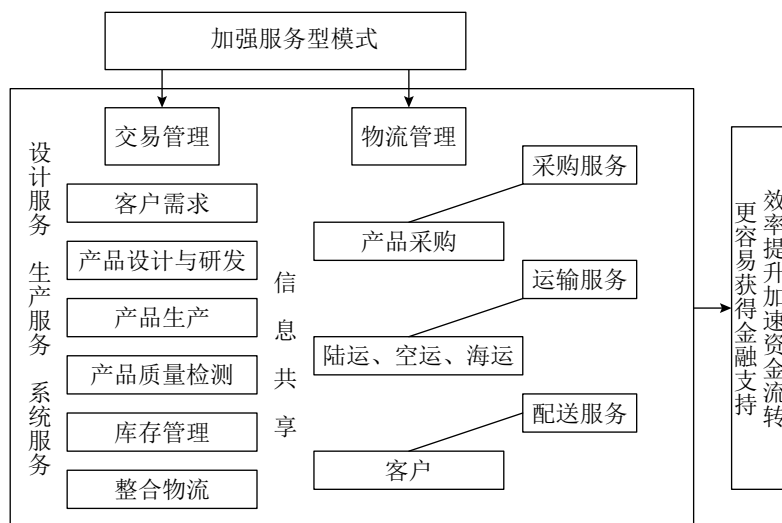 加强服务型模式
交易管理
物流管理
设计服务 生产服务 系统服务
客户需求
产品设计与研发
产品生产
产品质量检测
库存管理
整合物流
信息共享
采购服务
产品采购
运输服务
陆运、空运、海运
配送服务
客户
效率提升加速资金流转
更容易获得金融支持